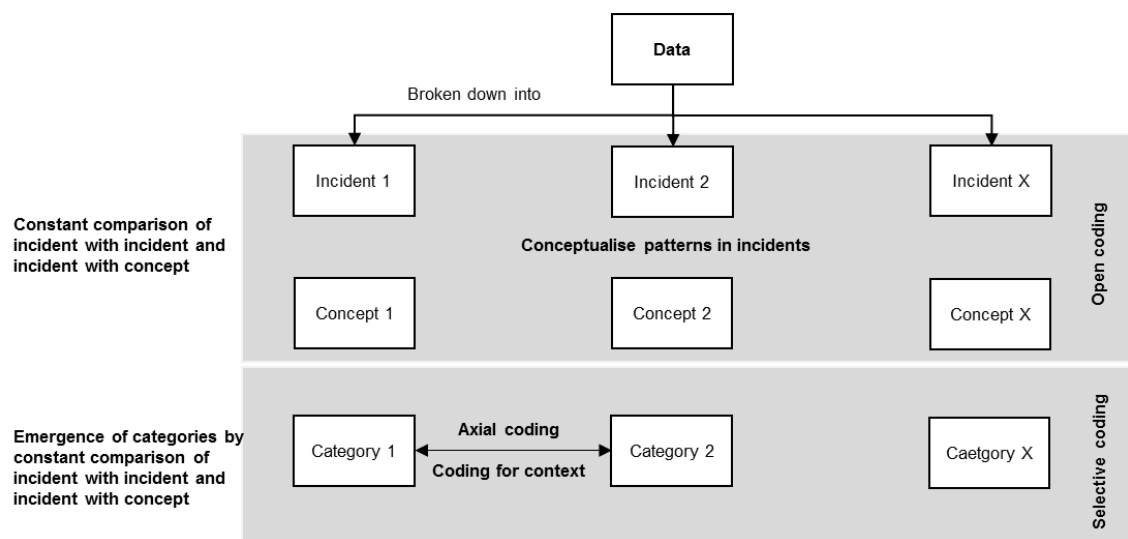 Data
Broken down into
Incident 1
Incident 2
Incident X
Constant comparison of
incident with incident and
incident with concept
Conceptualise patterns in incidents
Open coding
Concept 1
Concept 2
Concept X
Emergence of categories by
constant comparison of
incident with incident and
incident with concept
Category 1
Axial coding
Coding for context
Category 2
Caetgory X
Selective coding